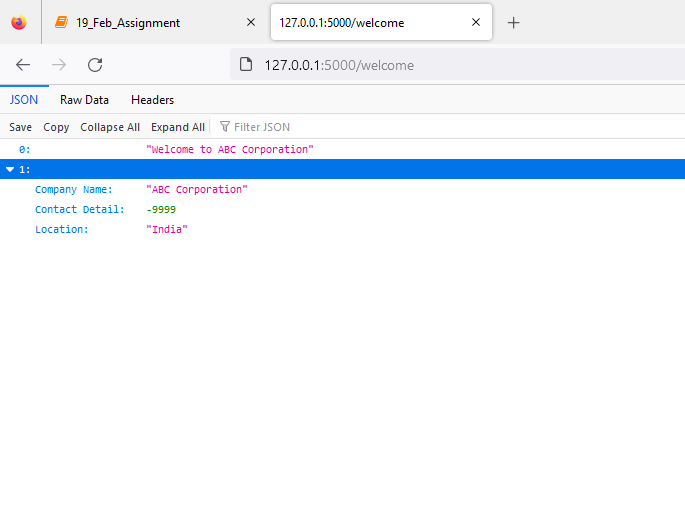 19_Feb_Assignment
127.0.0.1:5000/welcome
127.0.0.1:5000/welcome
JSON Raw Data Headers
Save Copy Collapse All Expand All Filter JSON
0: "Welcome to ABC Corporation"
1:
Company Name: "ABC Corporation"
Contact Detail: -9999
Location: "India"